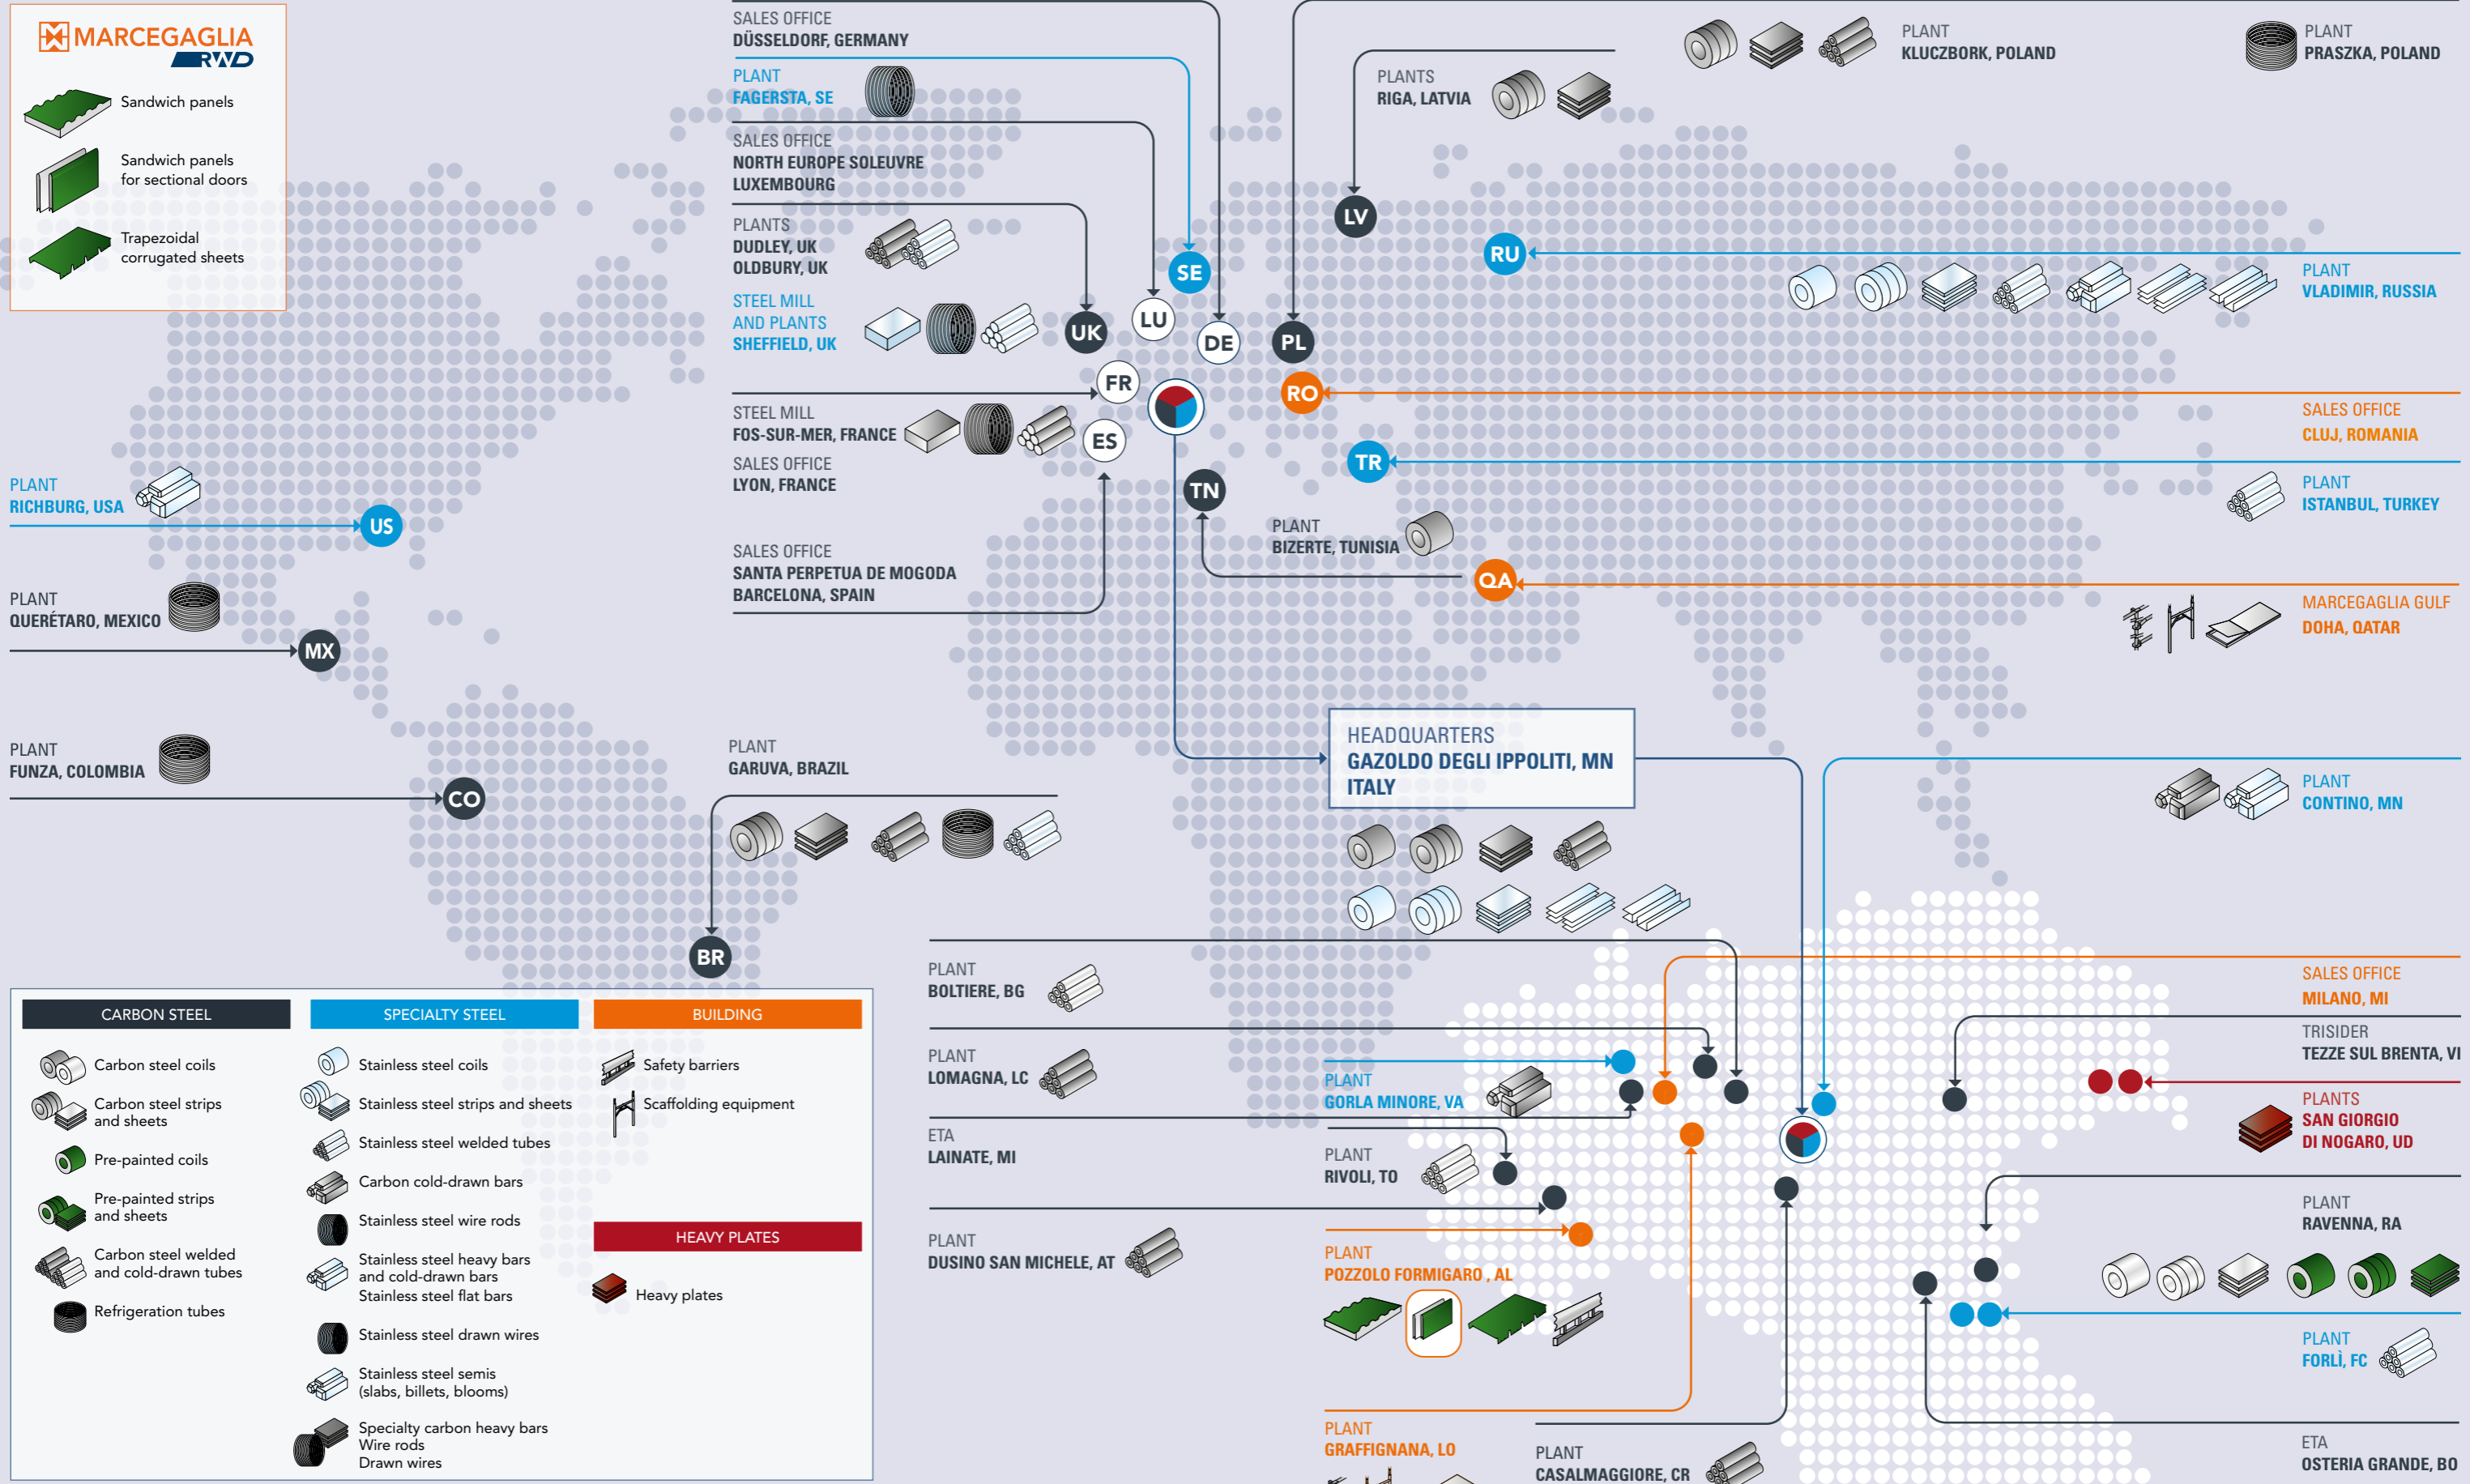 MARCEGAGLIA
RWD
Sandwich panels
Sandwich panels
for sectional doors
Trapezoidal
corrugated sheets
SALES OFFICE
DÜSSELDORF, GERMANY
PLANT
FAGERSTA, SE
SALES OFFICE
NORTH EUROPE SOLEUVRE
LUXEMBOURG
PLANTS
DUDLEY, UK
OLDBURY, UK
STEEL MILL
AND PLANTS
SHEFFIELD, UK
STEEL MILL
FOS-SUR-MER, FRANCE
SALES OFFICE
LYON, FRANCE
SALES OFFICE
SANTA PERPETUA DE MOGODA
BARCELONA, SPAIN
PLANTS
RIGA, LATVIA
PLANT
KLUCZBORK, POLAND
PLANT
PRASZKA, POLAND
LV
RU
SE
LU
UK
DE
PL
FR
RO
ES
TR
TN
QA
US
MX
CO
BR
PLANT
VLADIMIR, RUSSIA
SALES OFFICE
CLUJ, ROMANIA
PLANT
ISTANBUL, TURKEY
PLANT
BIZERTE, TUNISIA
MARCEGAGLIA GULF
DOHA, QATAR
PLANT
RICHBURG, USA
PLANT
QUERÉTARO, MEXICO
PLANT
FUNZA, COLOMBIA
PLANT
GARUVA, BRAZIL
HEADQUARTERS
GAZOLDO DEGLI IPPOLITI, MN
ITALY
PLANT
CONTINO, MN
SALES OFFICE
MILANO, MI
TRISIDER
TEZZE SUL BRENTA, VI
PLANTS
SAN GIORGIO
DI NOGARO, UD
PLANT
RAVENNA, RA
PLANT
FORLÌ, FC
ETA
OSTERIA GRANDE, BO
PLANT
BOLTIERE, BG
PLANT
LOMAGNA, LC
ETA
LAINATE, MI
PLANT
DUSINO SAN MICHELE, AT
PLANT
GORLA MINORE, VA
PLANT
RIVOLI, TO
PLANT
POZZOLO FORMIGARO , AL
PLANT
GRAFFIGNANA, LO
PLANT
CASALMAGGIORE, CR
CARBON STEEL
Carbon steel coils
Carbon steel strips
and sheets
Pre-painted coils
Pre-painted strips
and sheets
Carbon steel welded
and cold-drawn tubes
Refrigeration tubes
SPECIALTY STEEL
Stainless steel coils
Stainless steel strips and sheets
Stainless steel welded tubes
Carbon cold-drawn bars
Stainless steel wire rods
Stainless steel heavy bars
and cold-drawn bars
Stainless steel flat bars
Stainless steel drawn wires
Stainless steel semis
(slabs, billets, blooms)
Specialty carbon heavy bars
Wire rods
Drawn wires
BUILDING
Safety barriers
Scaffolding equipment
HEAVY PLATES
Heavy plates